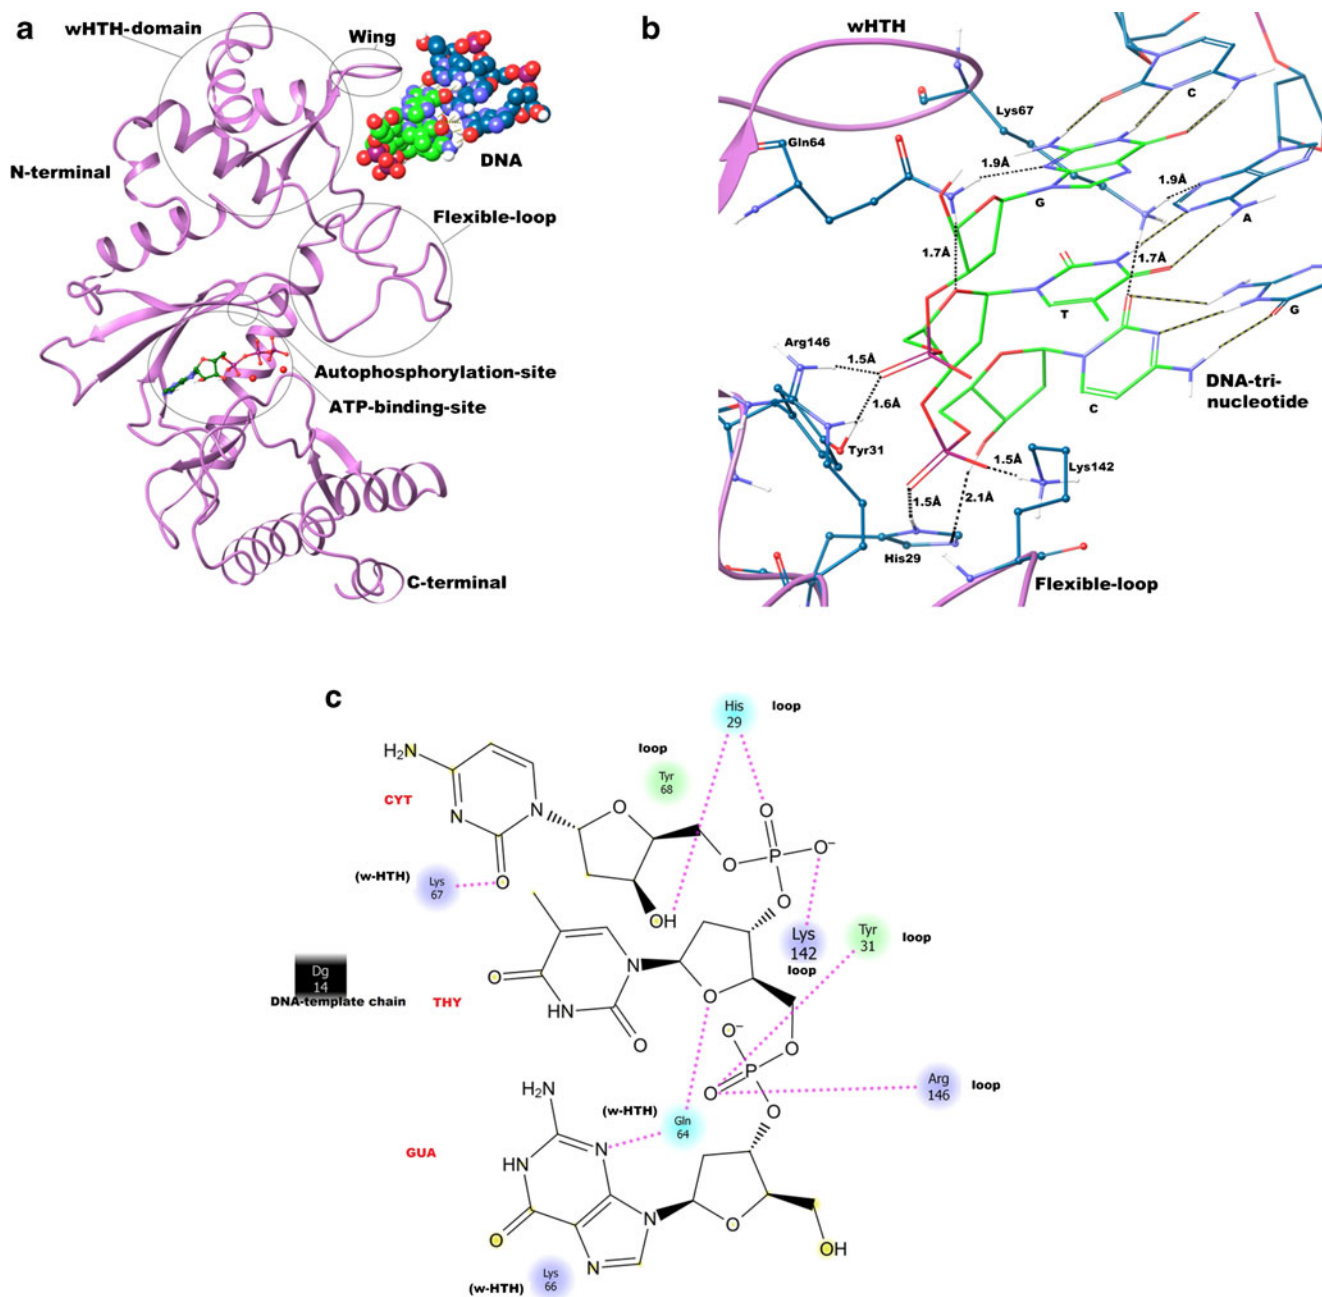 a
wHTH-domain
Wing
N-terminal
DNA
Flexible-loop
Autophosphorylation-site
ATP-binding-site
C-terminal
b
wHTH
C
Lys67
Gln64
1.9Å
1.9Å
G
A
1.7Å
1.7Å
T
G
Arg146
1.5Å
DNA-tri-
nucleotide
1.6Å
C
Tyr31
1.5Å
Lys142
1.5Å
2.1Å
His29
Flexible-loop
c
His
29
loop
loop
H₂N
Tyr
68
CYT
O
O
N
N
P
O⁻
O
(w-HTH)
Lys
67
O
O
OH
Lys
142
loop
Tyr
31
loop
Dg
14
DNA-template chain
O
N
THY
NH
O
O
O⁻
O
P
O
Arg
146
loop
H₂N
(w-HTH)
Gln
64
O
GUA
HN
N
N
O
O
N
OH
(w-HTH)
Lys
66